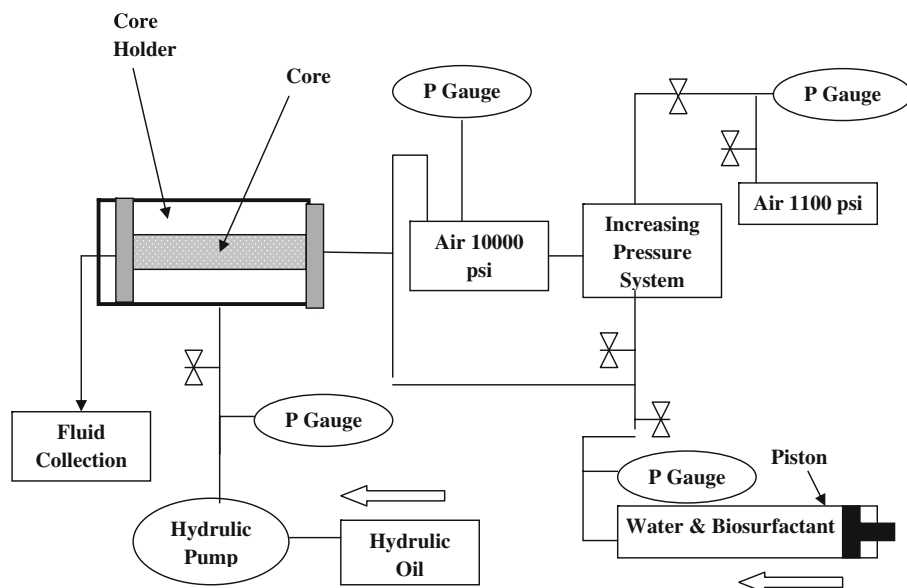 Core
Holder
Core
P Gauge
P Gauge
Air 1100 psi
Air 10000
psi
Increasing
Pressure
System
P Gauge
Fluid
Collection
P Gauge
Piston
Hydrulic
Pump
Hydrulic
Oil
Water & Biosurfactant